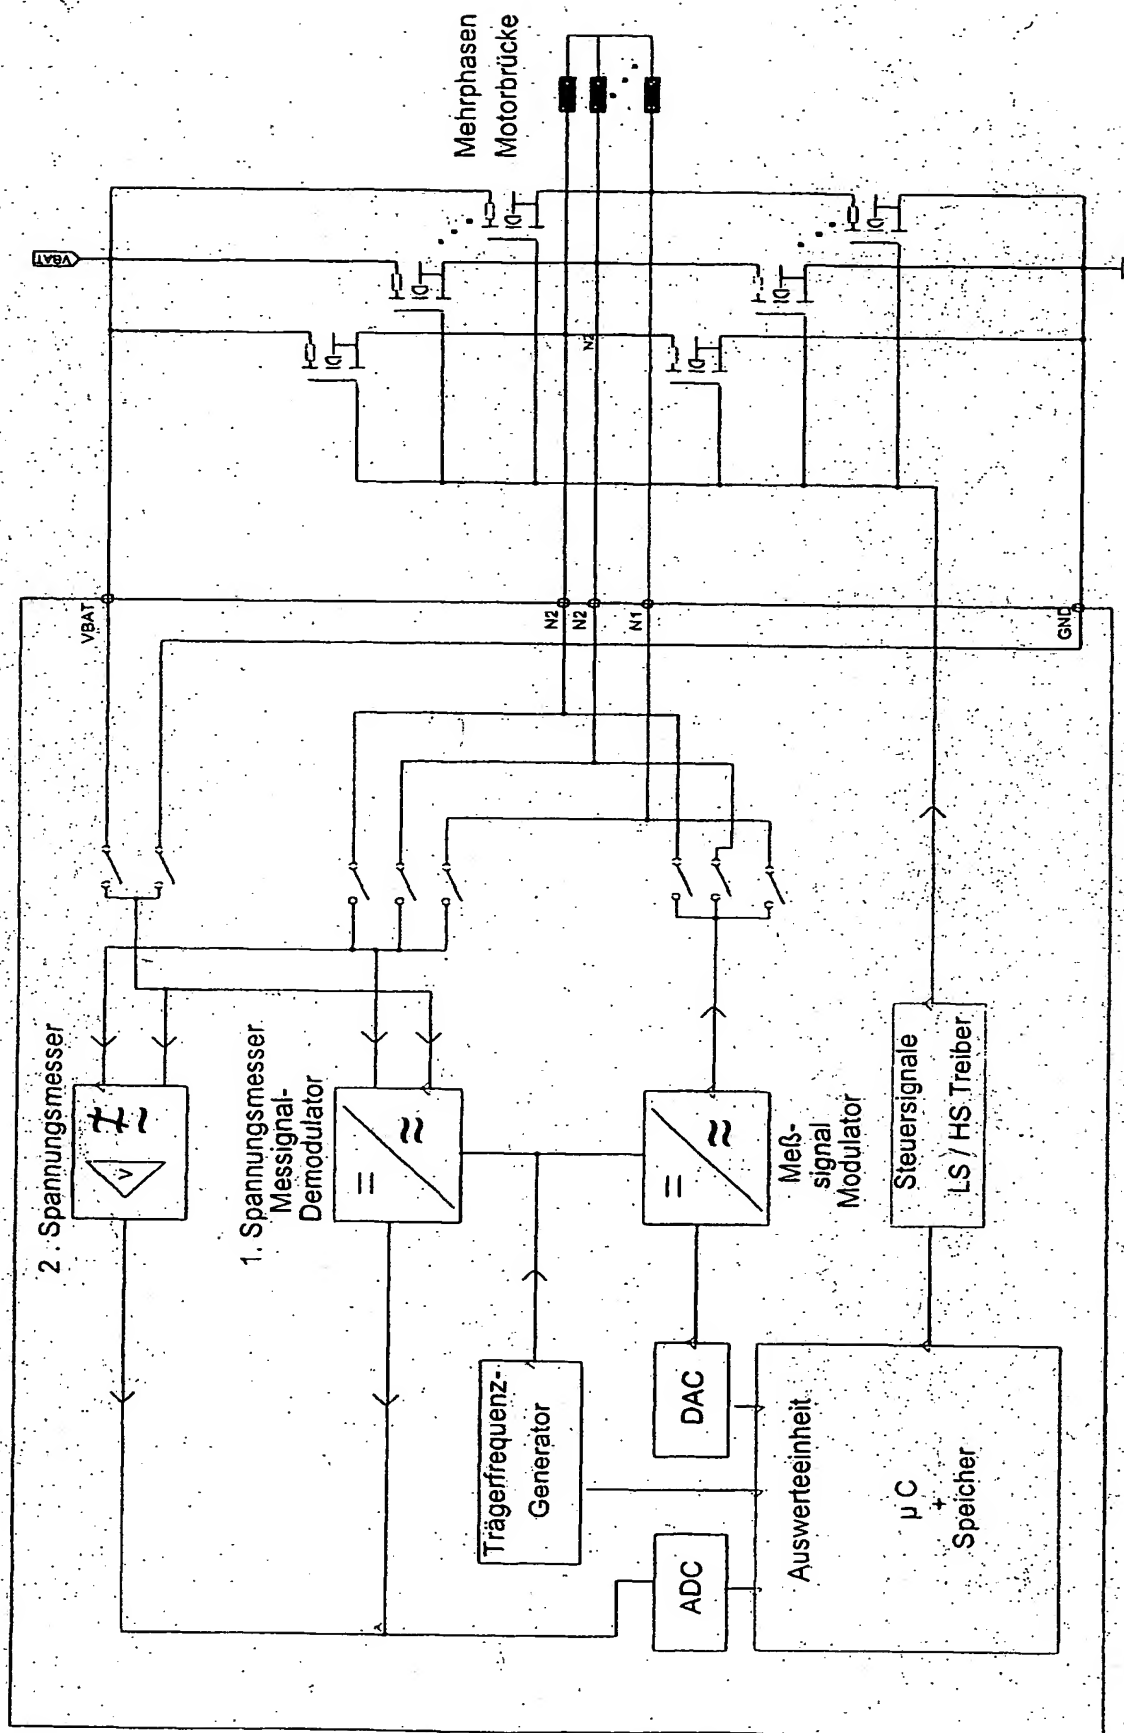 Mehrphasen
Motorbrücke
VBAT
N2
VBAT
N2
N2
N1
GND
2 . Spannungsmesser
V
1. Spannungsmesser
Messignal-
Demodulator
Meß-
signal
Modulator
Steuersignale
LS / HS Treiber
Trägerfrequenz-
Generator
DAC
ADC
Auswerteeinheit
µ C
+
Speicher